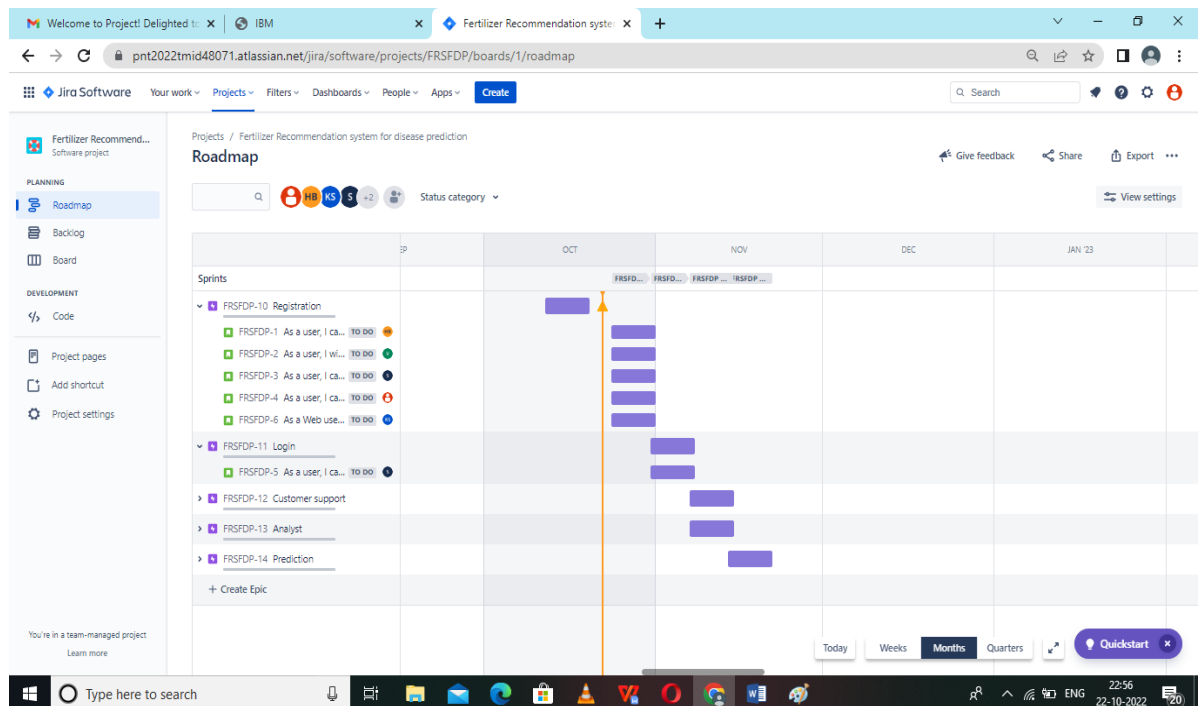 Welcome to Project! Delighted to
IBM
Fertilizer Recommendation syste
pnt2022tmid48071.atlassian.net/jira/software/projects/FRSFDP/boards/1/roadmap
Jira Software Your work Projects Filters Dashboards People Apps Create Search
Fertilizer Recommend...
Software project
PLANNING
Roadmap
Backlog
Board
DEVELOPMENT
Code
Project pages
Add shortcut
Project settings
You're in a team-managed project
Learn more
Projects / Fertilizer Recommendation system for disease prediction
Roadmap
Give feedback Share Export
HB KS S +2 Status category View settings
EP OCT NOV DEC JAN '23
Sprints FRSFD... FRSFD... FRSFDP ... FRSFDP ...
FRSFDP-10 Registration
FRSFDP-1 As a user, I ca... TO DO HB
FRSFDP-2 As a user, I wi... TO DO
FRSFDP-3 As a user, I ca... TO DO S
FRSFDP-4 As a user, I ca... TO DO
FRSFDP-6 As a Web use... TO DO KS
FRSFDP-11 Login
FRSFDP-5 As a user, I ca... TO DO S
FRSFDP-12 Customer support
FRSFDP-13 Analyst
FRSFDP-14 Prediction
+ Create Epic
Today Weeks Months Quarters Quickstart
Type here to search
ENG
22:56
22-10-2022
20